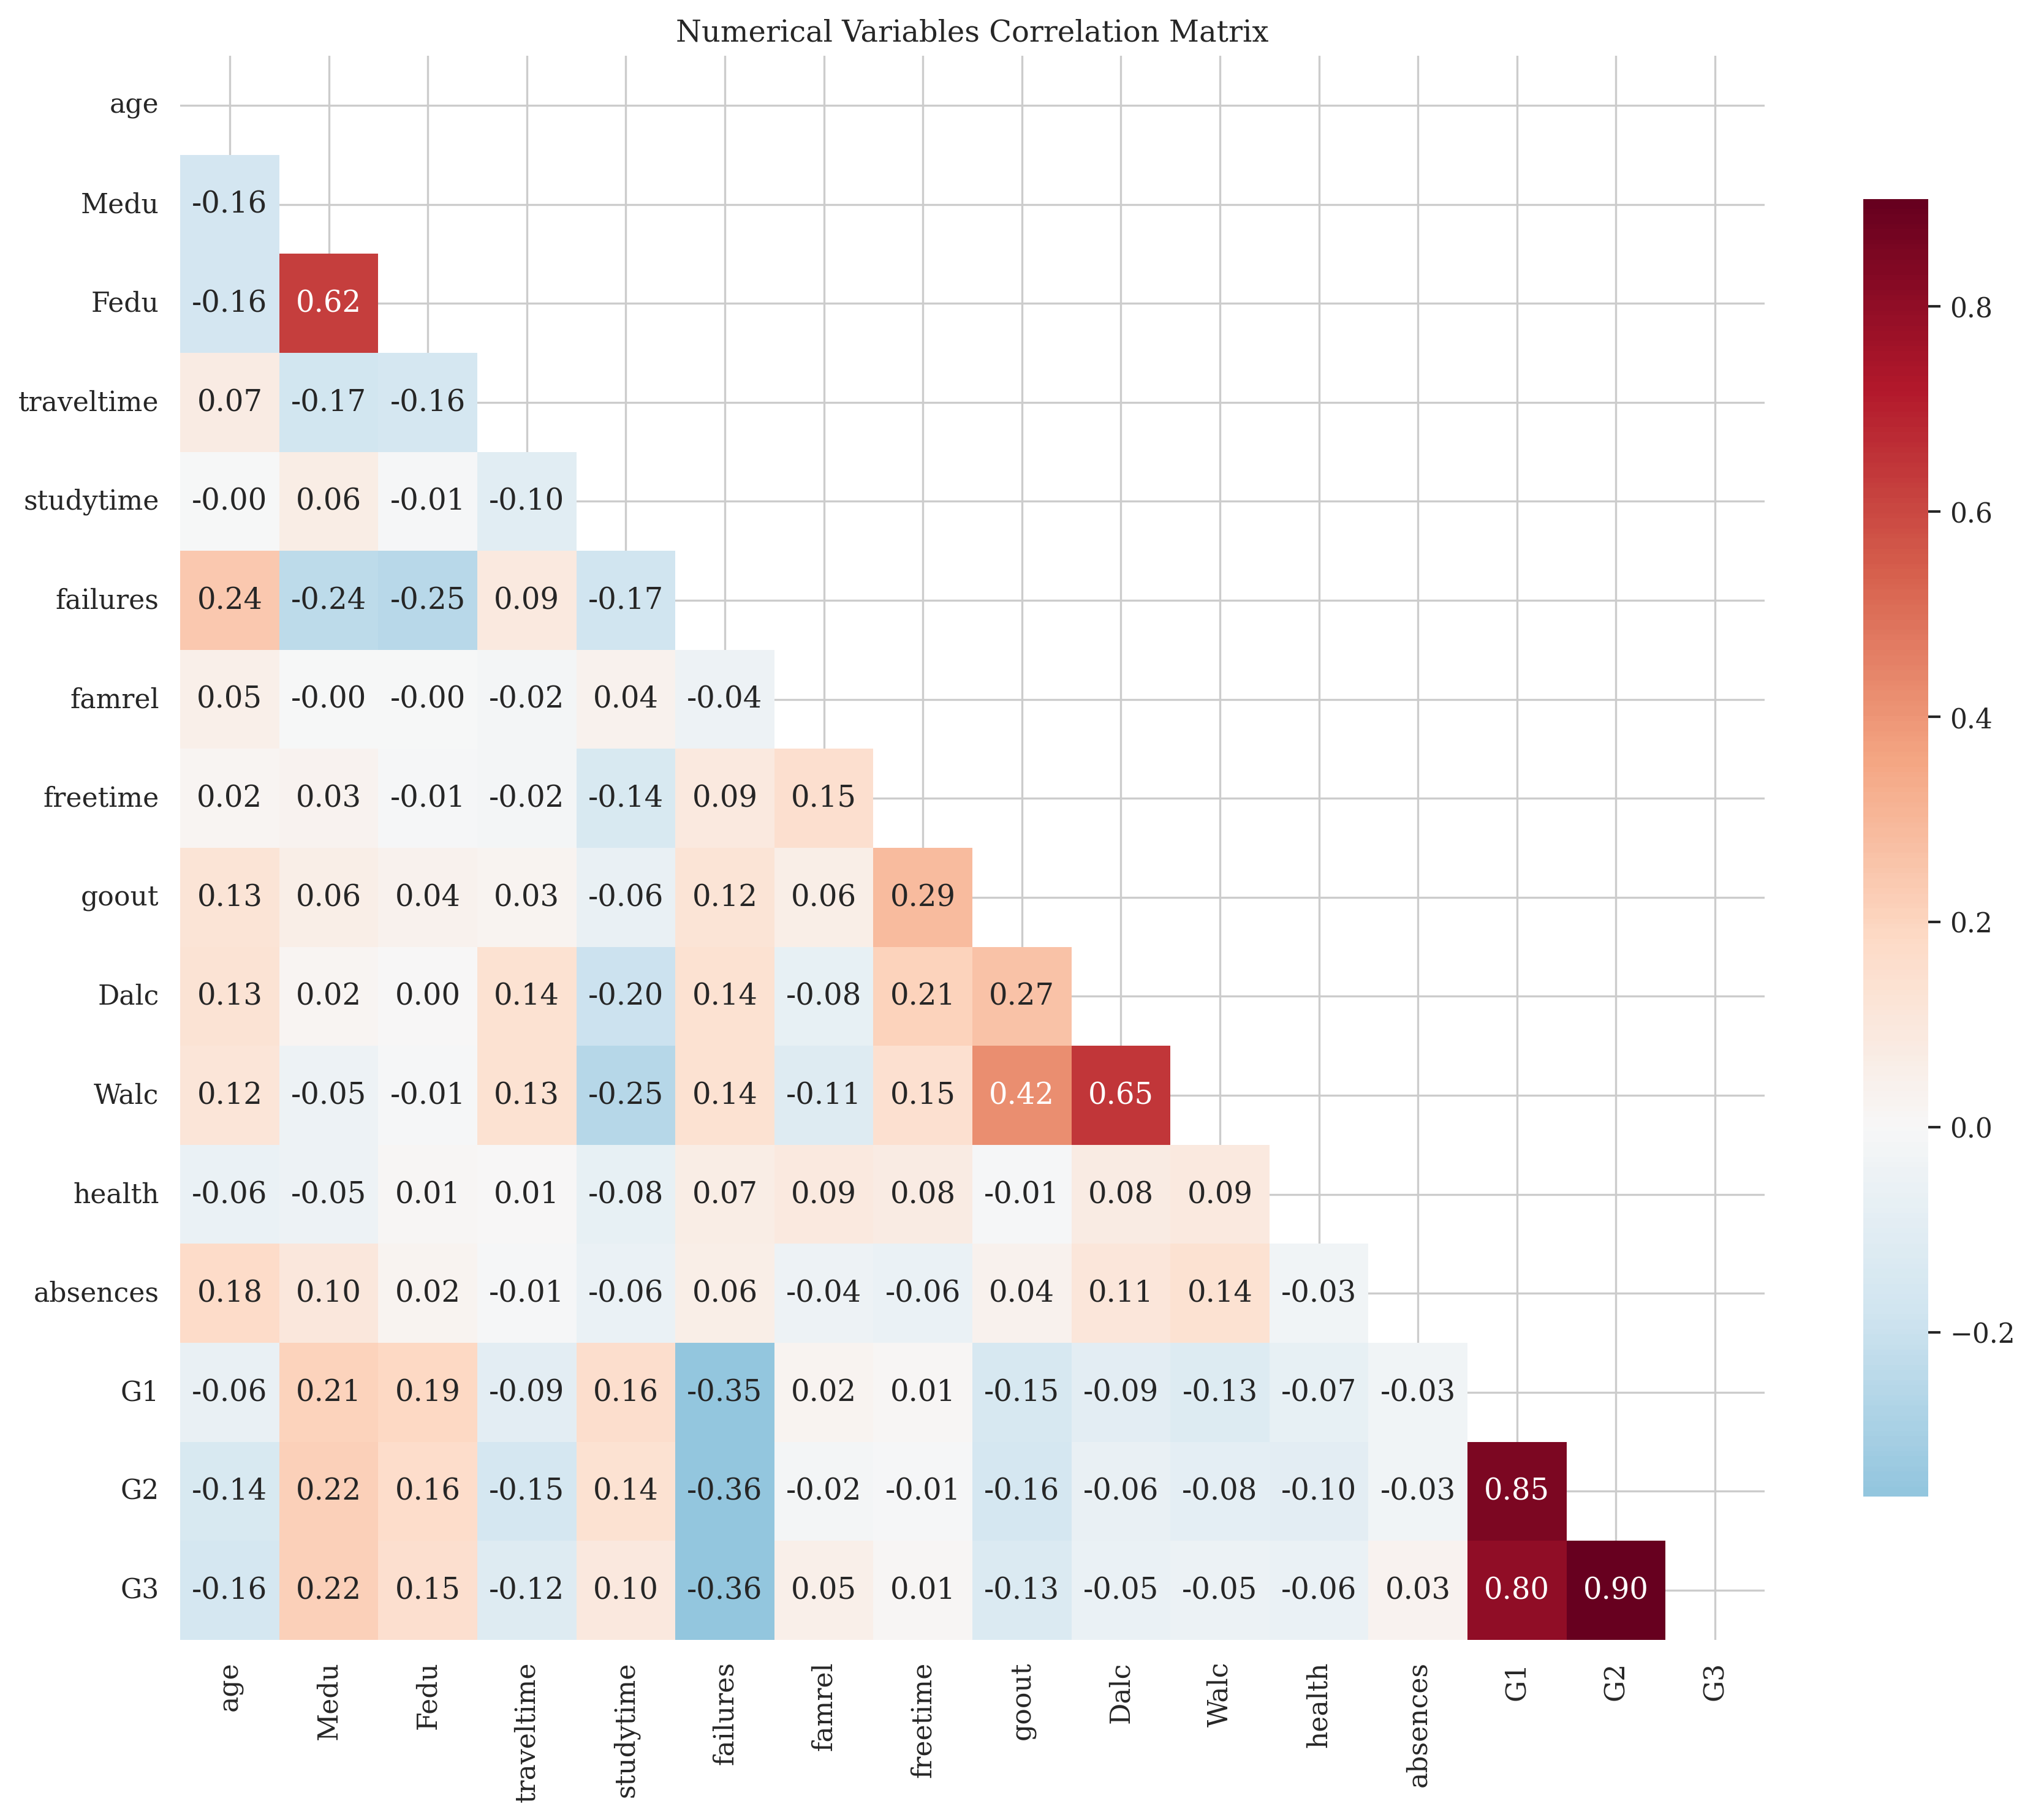 Numerical Variables Correlation Matrix
age
Medu -0.16
Fedu -0.16 0.62
traveltime 0.07 -0.17 -0.16
studytime -0.00 0.06 -0.01 -0.10
failures 0.24 -0.24 -0.25 0.09 -0.17
famrel 0.05 -0.00 -0.00 -0.02 0.04 -0.04
freetime 0.02 0.03 -0.01 -0.02 -0.14 0.09 0.15
goout 0.13 0.06 0.04 0.03 -0.06 0.12 0.06 0.29
Dalc 0.13 0.02 0.00 0.14 -0.20 0.14 -0.08 0.21 0.27
Walc 0.12 -0.05 -0.01 0.13 -0.25 0.14 -0.11 0.15 0.42 0.65
health -0.06 -0.05 0.01 0.01 -0.08 0.07 0.09 0.08 -0.01 0.08 0.09
absences 0.18 0.10 0.02 -0.01 -0.06 0.06 -0.04 -0.06 0.04 0.11 0.14 -0.03
G1 -0.06 0.21 0.19 -0.09 0.16 -0.35 0.02 0.01 -0.15 -0.09 -0.13 -0.07 -0.03
G2 -0.14 0.22 0.16 -0.15 0.14 -0.36 -0.02 -0.01 -0.16 -0.06 -0.08 -0.10 -0.03 0.85
G3 -0.16 0.22 0.15 -0.12 0.10 -0.36 0.05 0.01 -0.13 -0.05 -0.05 -0.06 0.03 0.80 0.90
age Medu Fedu traveltime studytime failures famrel freetime goout Dalc Walc health absences G1 G2 G3
0.8
0.6
0.4
0.2
0.0
−0.2